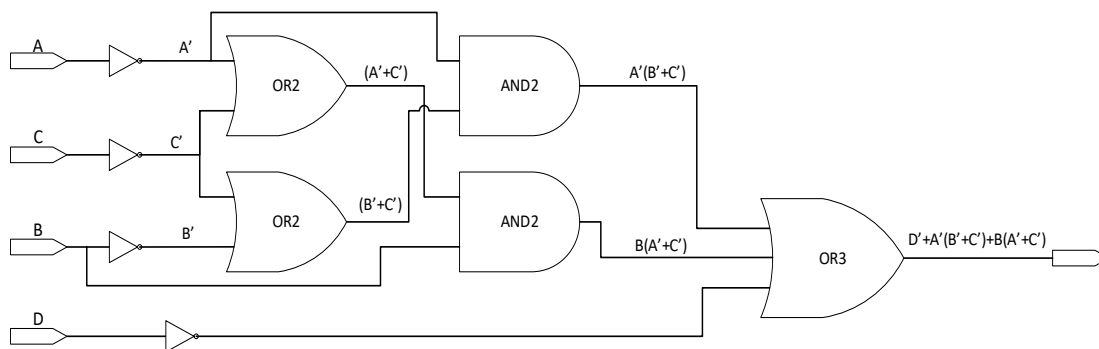 A
A'
OR2
(A'+C')
AND2
A'(B'+C')
C
C'
OR2
(B'+C')
AND2
B
B'
B(A'+C')
OR3
D'+A'(B'+C')+B(A'+C')
D